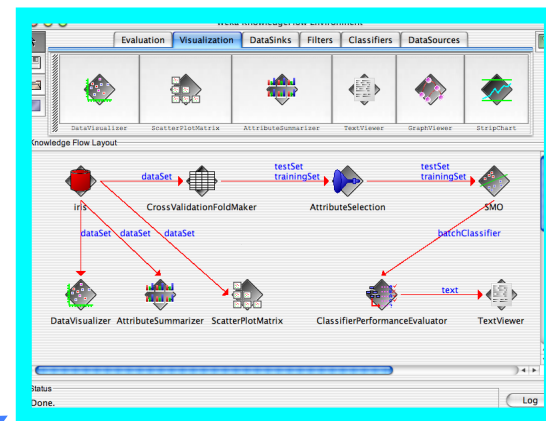 Weka KnowledgeFlow Environment
Evaluation Visualization DataSinks Filters Classifiers DataSources
DataVisualizer ScatterPlotMatrix AttributeSummarizer TextViewer GraphViewer StripChart
Knowledge Flow Layout
testSet testSet
dataSet trainingSet trainingSet
iris CrossValidationFoldMaker AttributeSelection SMO
dataSet dataSet dataSet batchClassifier
text
DataVisualizer AttributeSummarizer ScatterPlotMatrix ClassifierPerformanceEvaluator TextViewer
Status
Done. Log